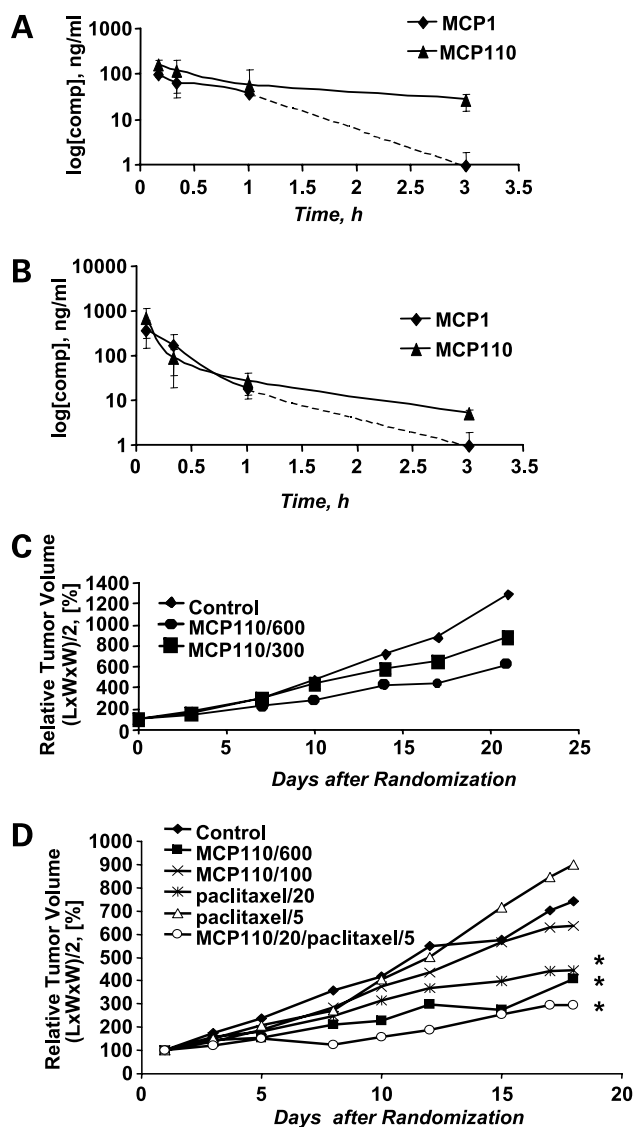 A
MCP1
MCP110
log[comp], ng/ml
1000
100
10
1
0 0.5 1 1.5 2 2.5 3 3.5
Time, h
B
MCP1
MCP110
log[comp], ng/ml
10000
1000
100
10
1
0 0.5 1 1.5 2 2.5 3 3.5
Time, h
C
Control
MCP110/600
MCP110/300
Relative Tumor Volume
(LxWxW)/2, [%]
1400
1200
1000
800
600
400
200
0
0 5 10 15 20 25
Days after Randomization
D
Control
MCP110/600
MCP110/100
paclitaxel/20
paclitaxel/5
MCP110/20/paclitaxel/5
Relative Tumor Volume
(LxWxW)/2, [%]
1000
900
800
700
600
500
400
300
200
100
0
*
*
*
0 5 10 15 20
Days after Randomization